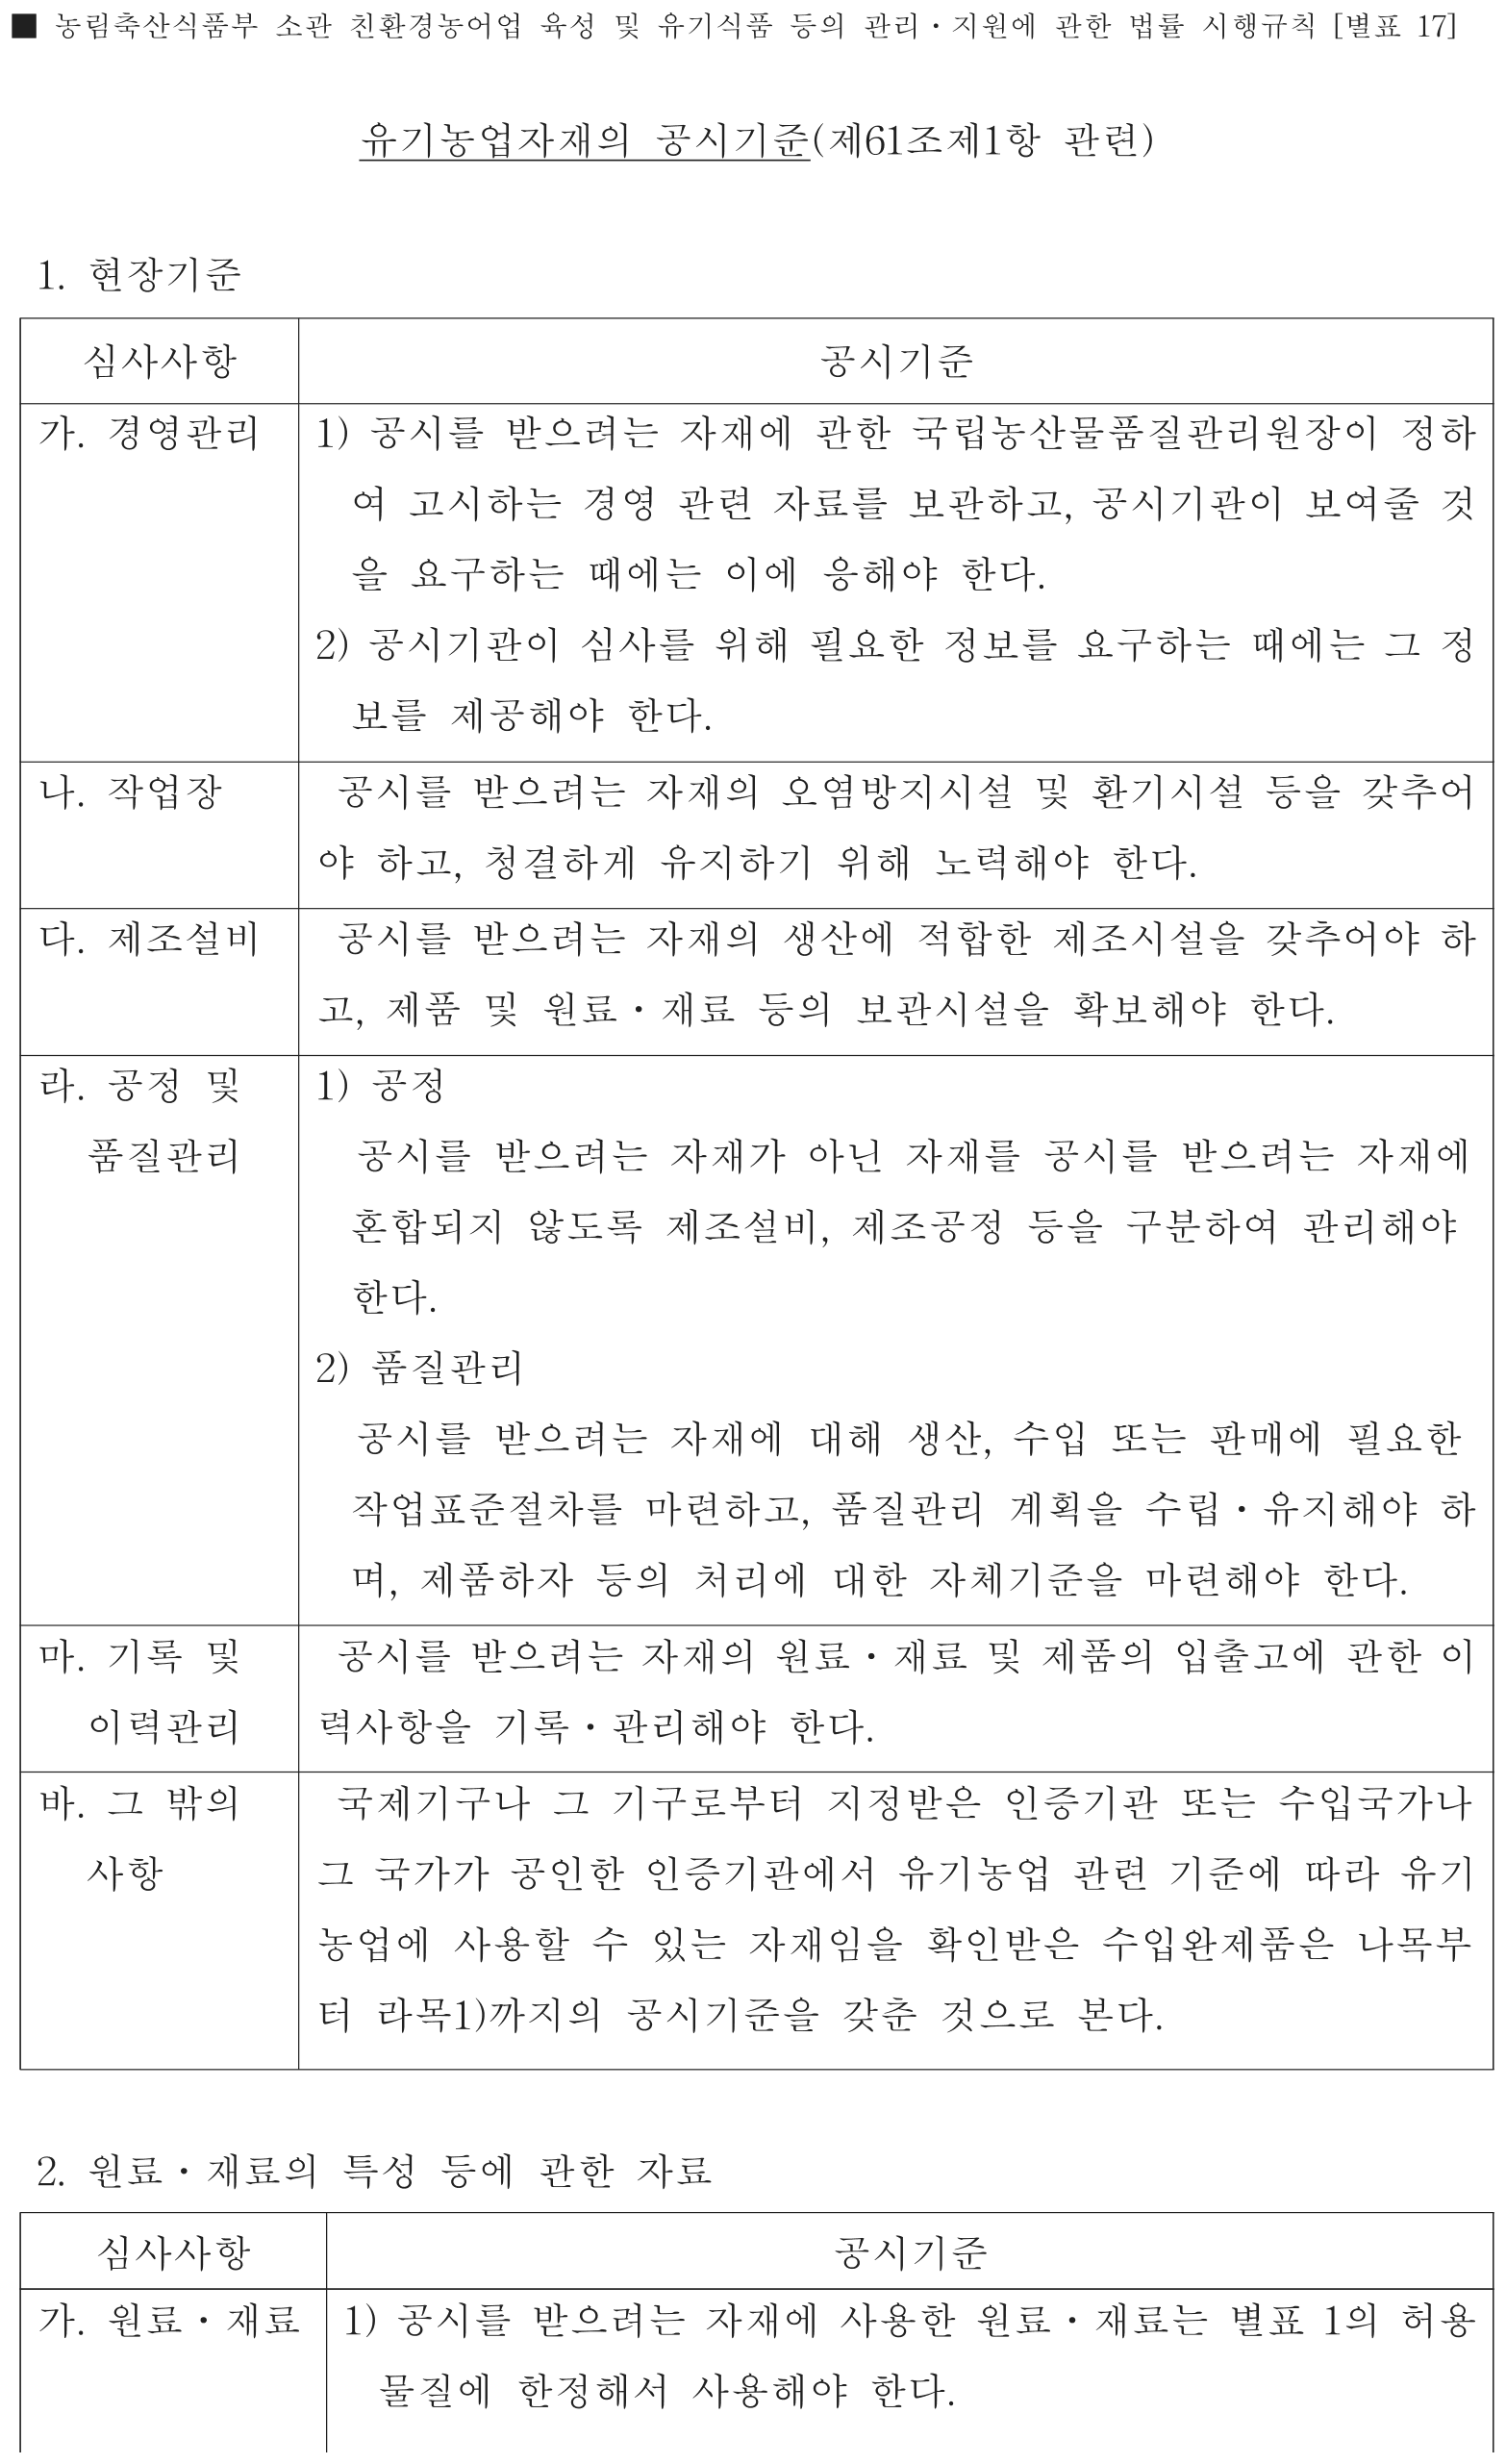 ■ 농림축산식품부 소관 친환경농어업 육성 및 유기식품 등의 관리·지원에 관한 법률 시행규칙 [별표 17]
유기농업자재의 공시기준(제61조제1항 관련)
1. 현장기준
심사사항
공시기준
가. 경영관리
1) 공시를 받으려는 자재에 관한 국립농산물품질관리원장이 정하
여 고시하는 경영 관련 자료를 보관하고, 공시기관이 보여줄 것
을 요구하는 때에는 이에 응해야 한다.
2) 공시기관이 심사를 위해 필요한 정보를 요구하는 때에는 그 정
보를 제공해야 한다.
나. 작업장
공시를 받으려는 자재의 오염방지시설 및 환기시설 등을 갖추어
야 하고, 청결하게 유지하기 위해 노력해야 한다.
다. 제조설비
공시를 받으려는 자재의 생산에 적합한 제조시설을 갖추어야 하
고, 제품 및 원료·재료 등의 보관시설을 확보해야 한다.
라. 공정 및
품질관리
1) 공정
공시를 받으려는 자재가 아닌 자재를 공시를 받으려는 자재에
혼합되지 않도록 제조설비, 제조공정 등을 구분하여 관리해야
한다.
2) 품질관리
공시를 받으려는 자재에 대해 생산, 수입 또는 판매에 필요한
작업표준절차를 마련하고, 품질관리 계획을 수립·유지해야 하
며, 제품하자 등의 처리에 대한 자체기준을 마련해야 한다.
마. 기록 및
이력관리
공시를 받으려는 자재의 원료·재료 및 제품의 입출고에 관한 이
력사항을 기록·관리해야 한다.
바. 그 밖의
사항
국제기구나 그 기구로부터 지정받은 인증기관 또는 수입국가나
그 국가가 공인한 인증기관에서 유기농업 관련 기준에 따라 유기
농업에 사용할 수 있는 자재임을 확인받은 수입완제품은 나목부
터 라목1)까지의 공시기준을 갖춘 것으로 본다.
2. 원료·재료의 특성 등에 관한 자료
심사사항
공시기준
가. 원료·재료
1) 공시를 받으려는 자재에 사용한 원료·재료는 별표 1의 허용
물질에 한정해서 사용해야 한다.